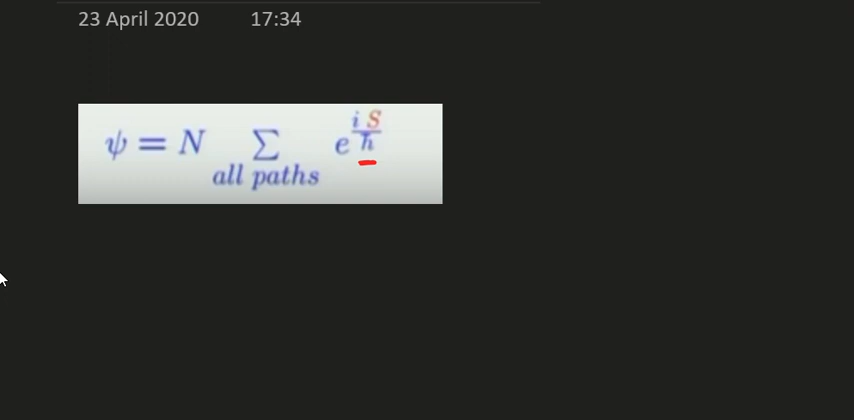 23 April 2020 17:34
ψ = N ∑ e^{iS/ħ}
all paths